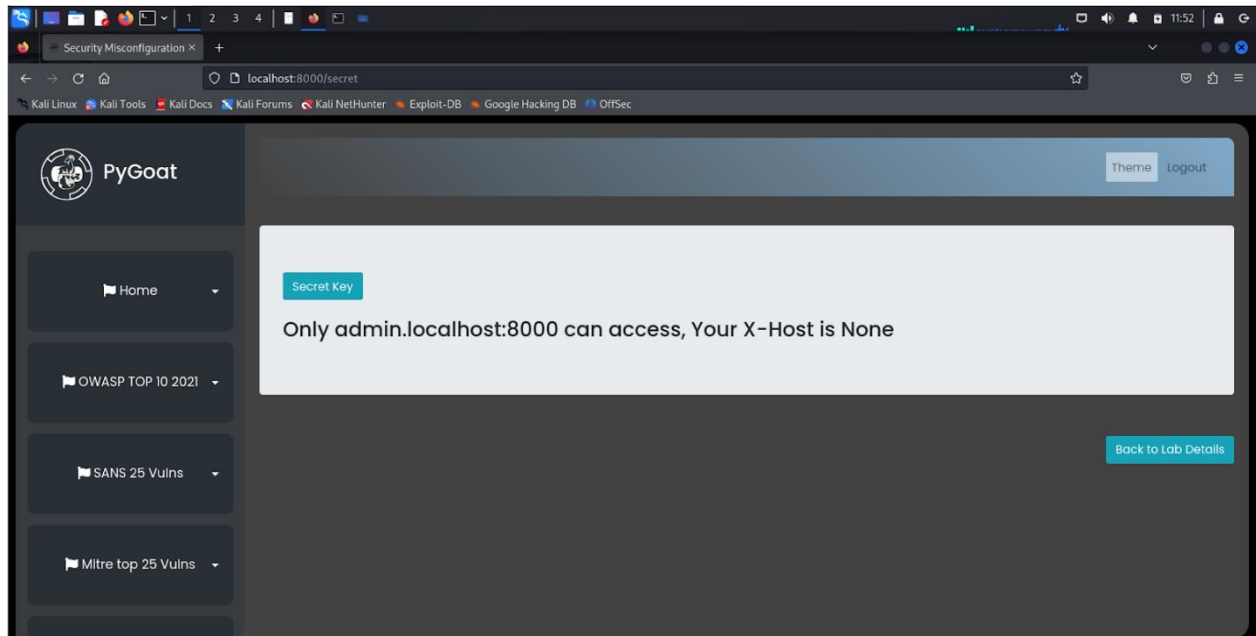 1 2 3 4
11:52
Security Misconfiguration
localhost:8000/secret
Kali Linux Kali Tools Kali Docs Kali Forums Kali NetHunter Exploit-DB Google Hacking DB OffSec
PyGoat
Theme Logout
Home
OWASP TOP 10 2021
SANS 25 Vulns
Mitre top 25 Vulns
Secret Key
Only admin.localhost:8000 can access, Your X-Host is None
Back to Lab Details